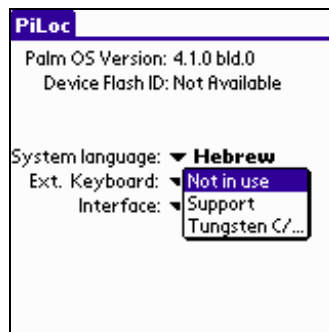 PiLoc
Palm OS Version: 4.1.0 bld.0
Device Flash ID: Not Available
System language: Hebrew
Ext. Keyboard: Not in use
Interface: Support
Tungsten C/...